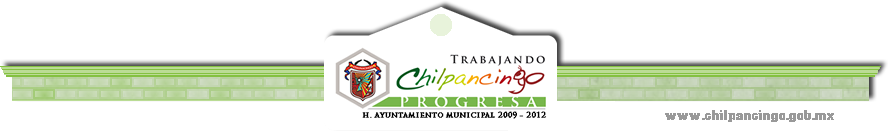 TRABAJANDO
Chilpancingo
PROGRESA
H. AYUNTAMIENTO MUNICIPAL 2009 - 2012
www.chilpancingo.gob.mx